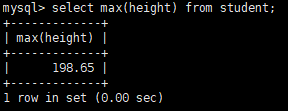 mysql> select max(height) from student;
+-------------+
| max(height) |
+-------------+
|      198.65 |
+-------------+
1 row in set (0.00 sec)